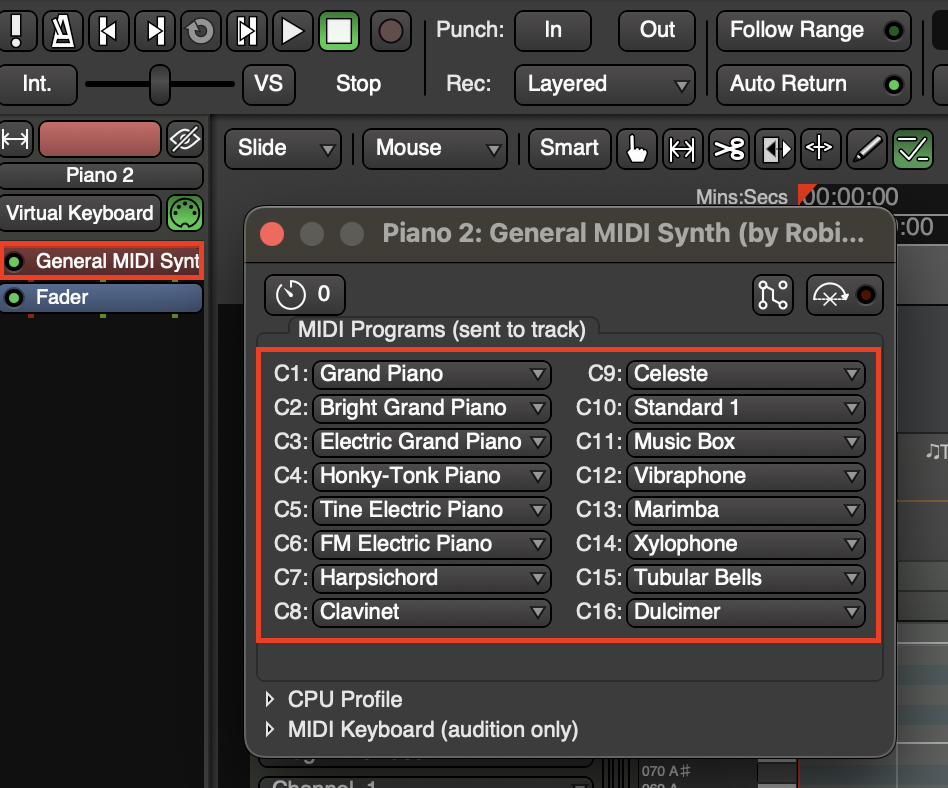 Punch: In Out Follow Range
Int. VS Stop Rec: Layered Auto Return
Slide Mouse Smart
Piano 2
Virtual Keyboard
Mins:Secs 00:00:00
:00
Piano 2: General MIDI Synth (by Robi...
General MIDI Synt
Fader
0
MIDI Programs (sent to track)
C1: Grand Piano C9: Celeste
C2: Bright Grand Piano C10: Standard 1
C3: Electric Grand Piano C11: Music Box
C4: Honky-Tonk Piano C12: Vibraphone
C5: Tine Electric Piano C13: Marimba
C6: FM Electric Piano C14: Xylophone
C7: Harpsichord C15: Tubular Bells
C8: Clavinet C16: Dulcimer
CPU Profile
MIDI Keyboard (audition only)
070 A#
Channel 1